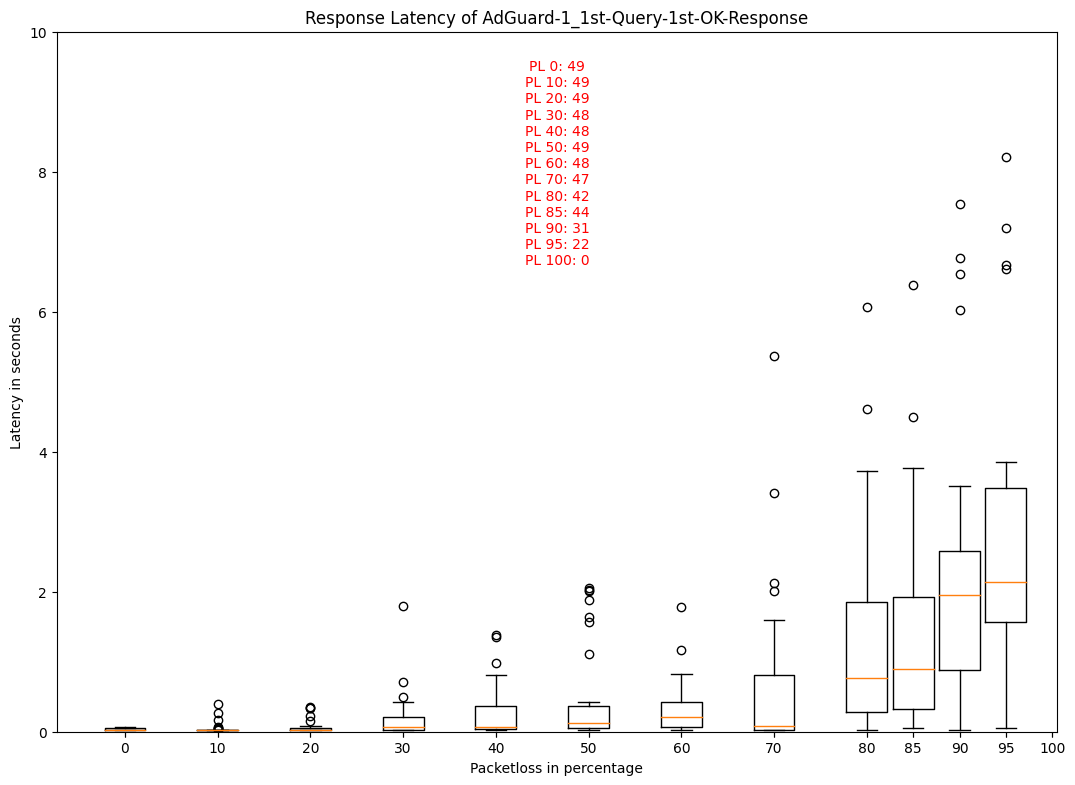 Response Latency of AdGuard-1_1st-Query-1st-OK-Response
10
8
6
4
2
0
Latency in seconds
PL 0: 49
PL 10: 49
PL 20: 49
PL 30: 48
PL 40: 48
PL 50: 49
PL 60: 48
PL 70: 47
PL 80: 42
PL 85: 44
PL 90: 31
PL 95: 22
PL 100: 0
0 10 20 30 40 50 60 70 80 85 90 95 100
Packetloss in percentage